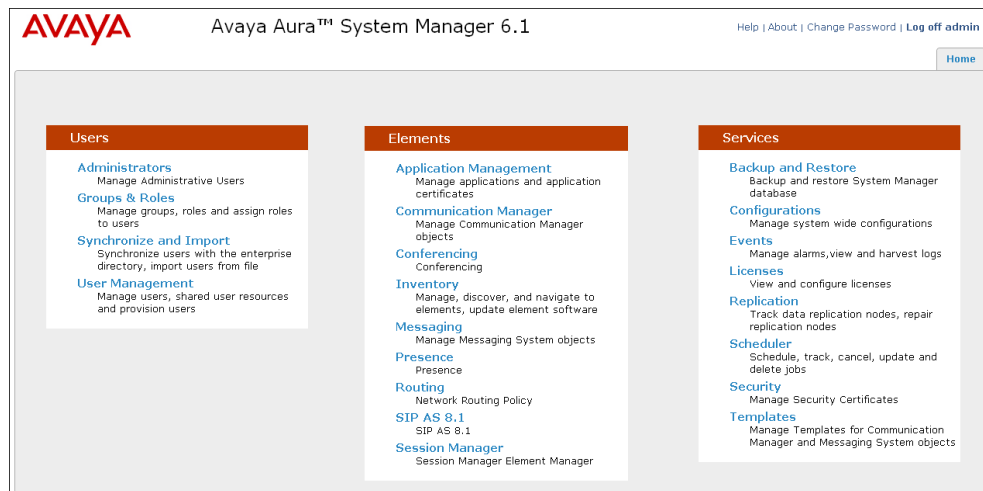 AVAYA
Avaya Aura™ System Manager 6.1
Help | About | Change Password | Log off admin
Home
Users
Administrators
Manage Administrative Users
Groups & Roles
Manage groups, roles and assign roles
to users
Synchronize and Import
Synchronize users with the enterprise
directory, import users from file
User Management
Manage users, shared user resources
and provision users
Elements
Application Management
Manage applications and application
certificates
Communication Manager
Manage Communication Manager
objects
Conferencing
Conferencing
Inventory
Manage, discover, and navigate to
elements, update element software
Messaging
Manage Messaging System objects
Presence
Presence
Routing
Network Routing Policy
SIP AS 8.1
SIP AS 8.1
Session Manager
Session Manager Element Manager
Services
Backup and Restore
Backup and restore System Manager
database
Configurations
Manage system wide configurations
Events
Manage alarms,view and harvest logs
Licenses
View and configure licenses
Replication
Track data replication nodes, repair
replication nodes
Scheduler
Schedule, track, cancel, update and
delete jobs
Security
Manage Security Certificates
Templates
Manage Templates for Communication
Manager and Messaging System objects